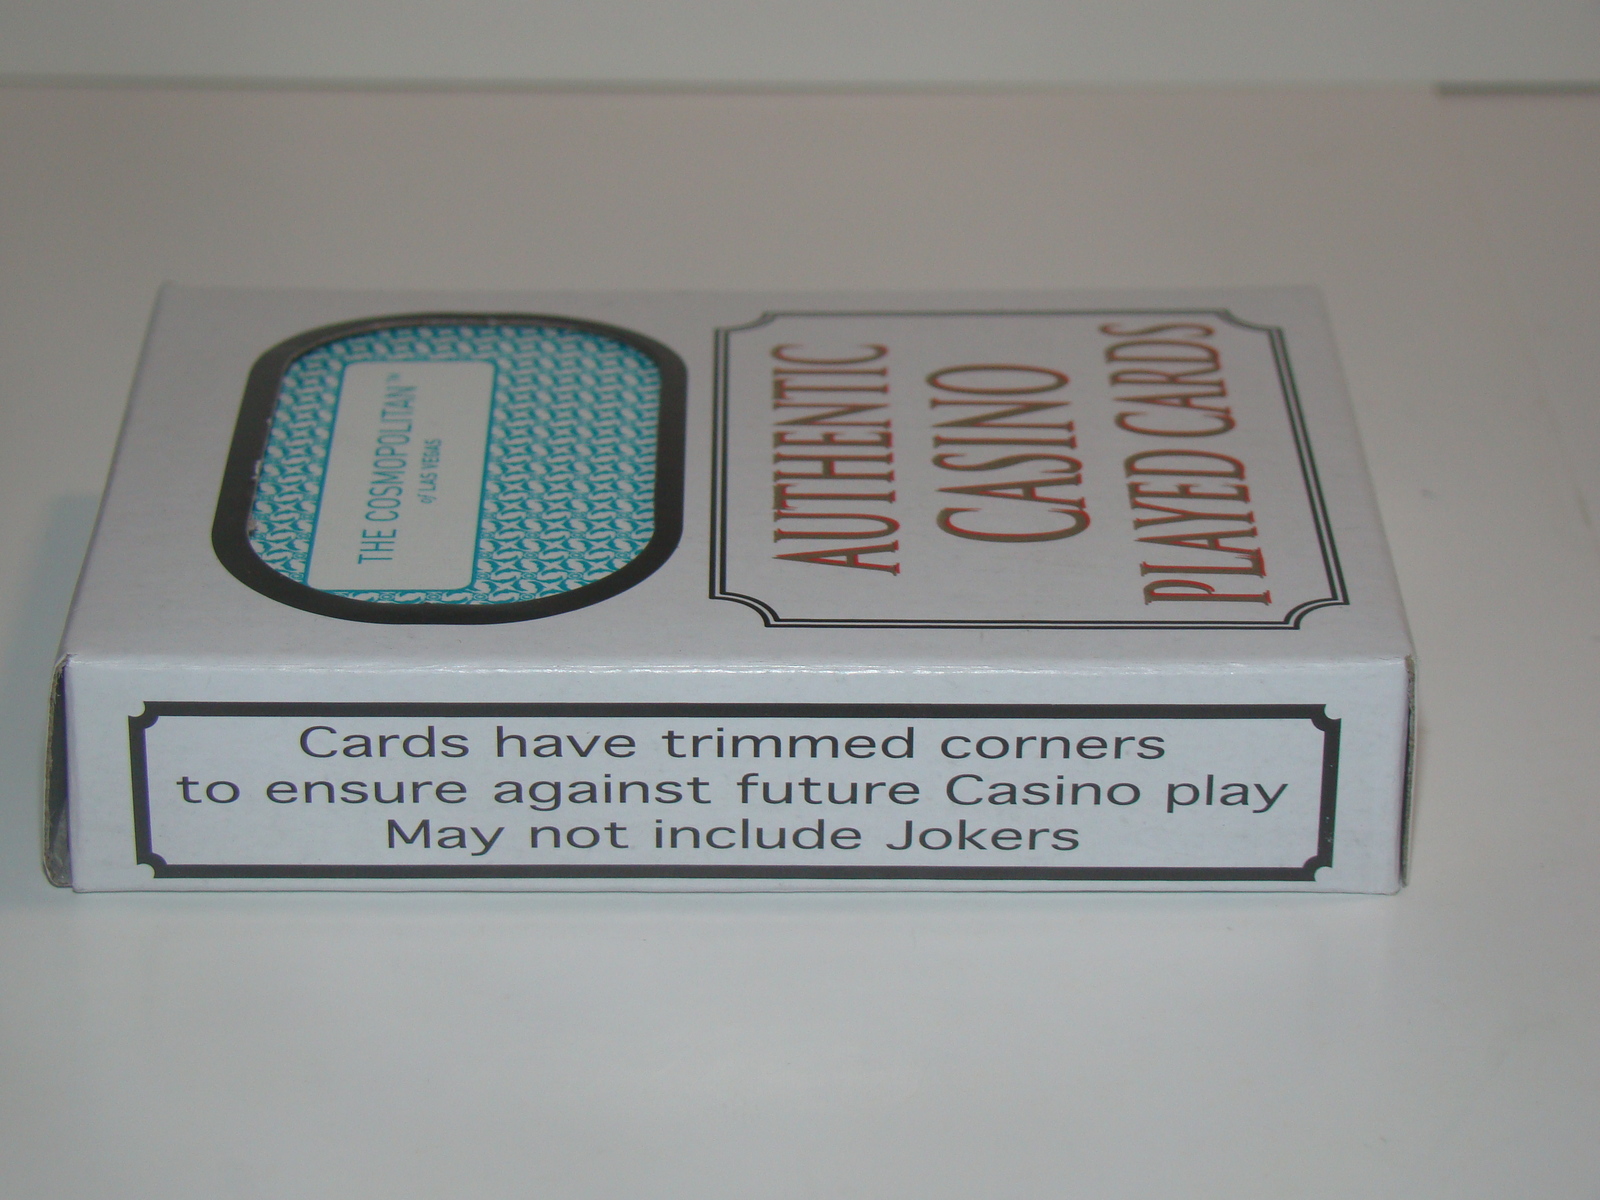 THE COSMOPOLITAN™
of LAS VEGAS
AUTHENTIC
CASINO
PLAYED CARDS
Cards have trimmed corners
to ensure against future Casino play
May not include Jokers